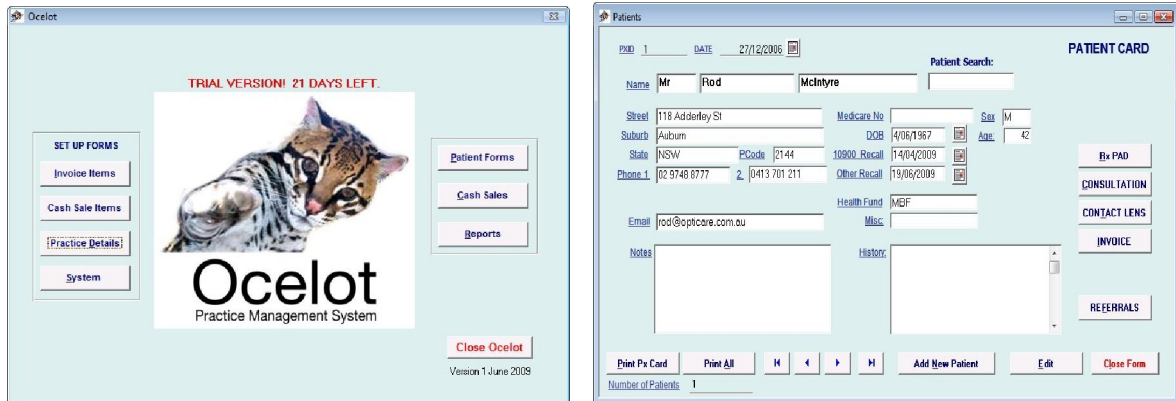 Ocelot
TRIAL VERSION! 21 DAYS LEFT.
SET UP FORMS
Invoice Items
Cash Sale Items
Practice Details
System
Patient Forms
Cash Sales
Reports
Ocelot
Practice Management System
Close Ocelot
Version 1 June 2009
Patients
PXID 1 DATE 27/12/2006 PATIENT CARD
Patient Search:
Name Mr Rod McIntyre
Street 118 Adderley St Medicare No Sex M
Suburb Auburn DOB 4/06/1967 Age: 42
State NSW PCode 2144 10900 Recall 14/04/2009
Phone 1 02 9748 8777 2 0413 701 211 Other Recall 19/06/2009
Health Fund MBF
Email rod@opticare.com.au Misc.
Notes History:
Rx PAD
CONSULTATION
CONTACT LENS
INVOICE
REFERRALS
Print Px Card Print All Add New Patient Edit Close Form
Number of Patients 1